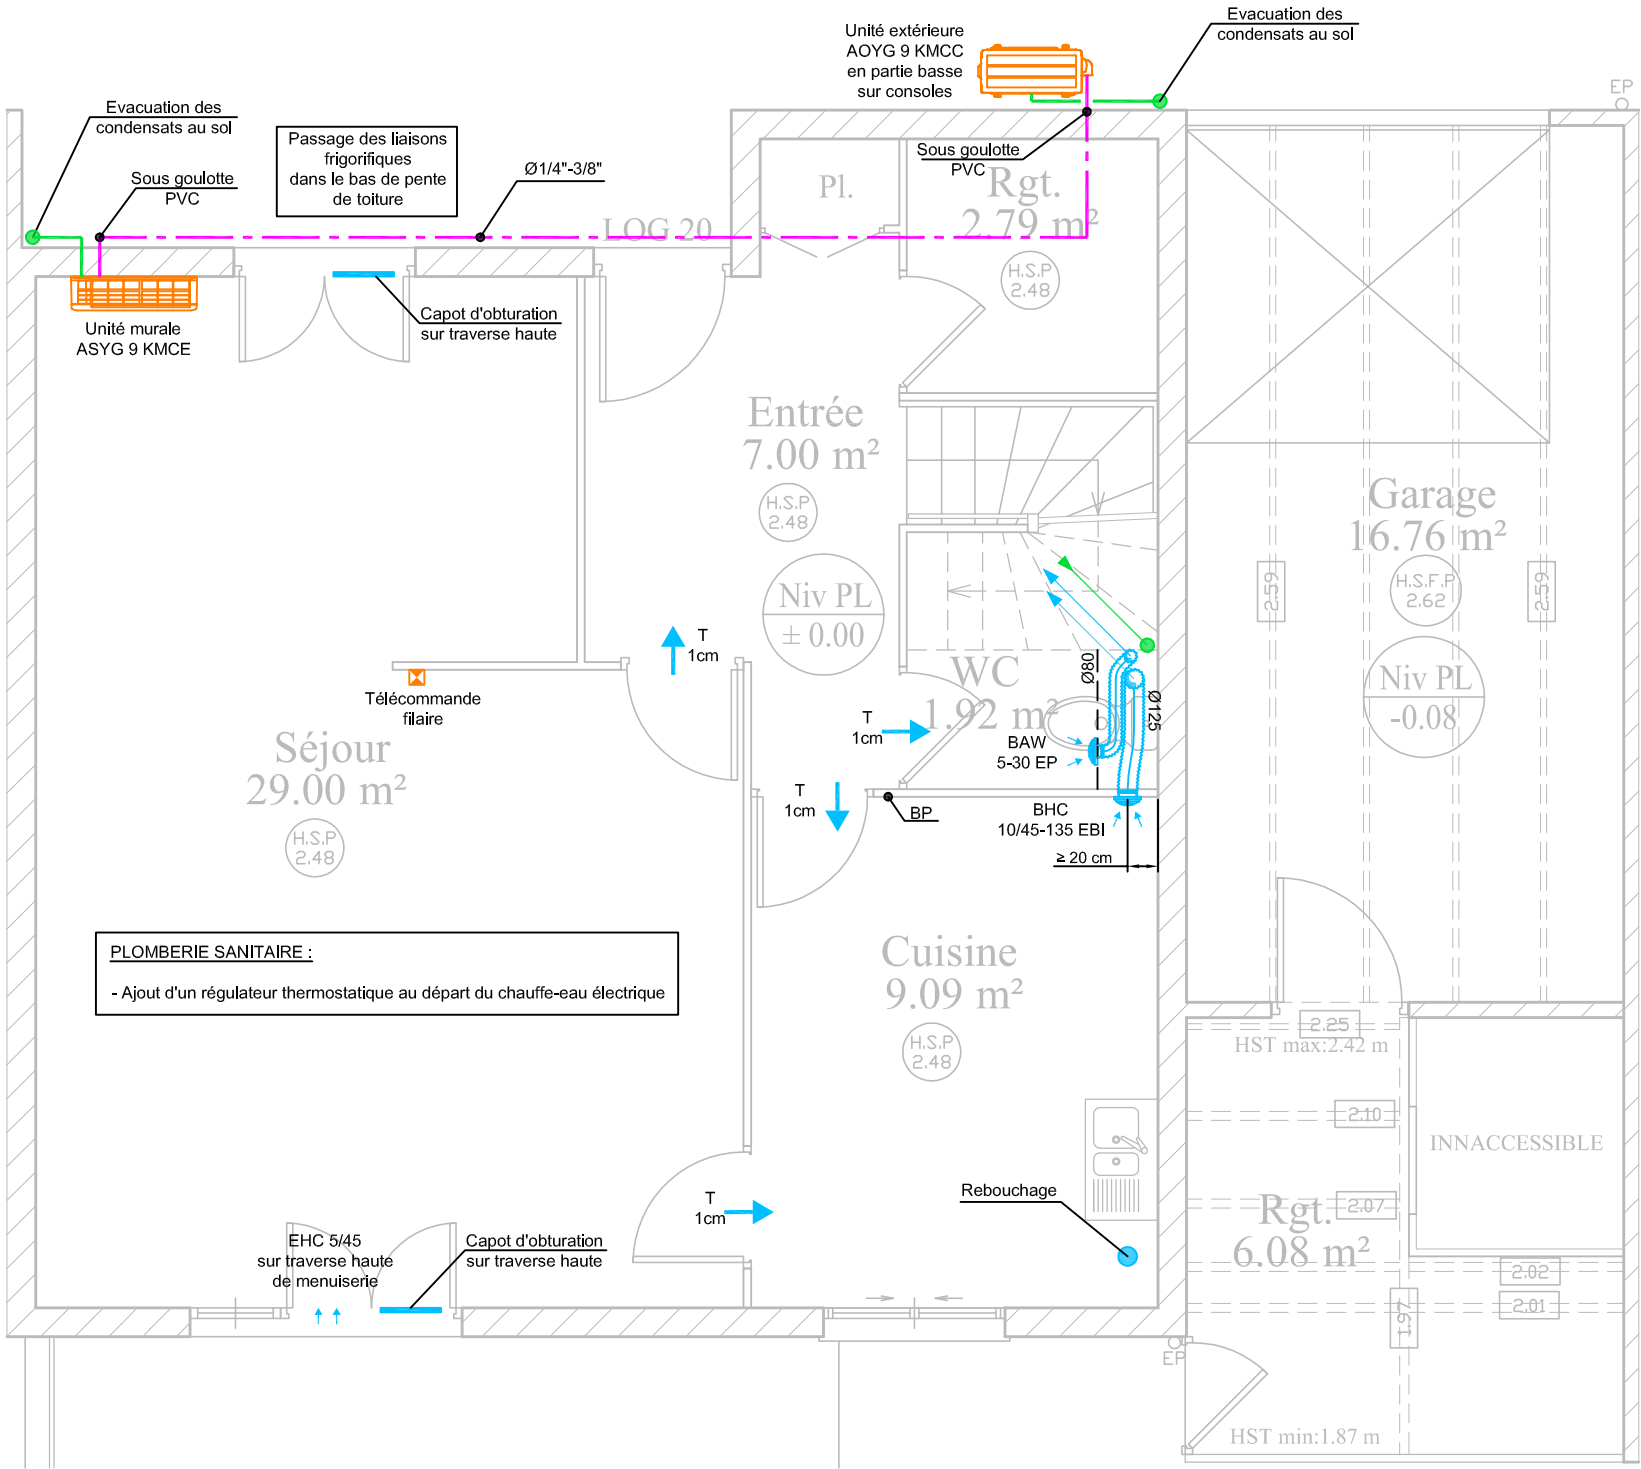 Unité extérieure
AOYG 9 KMCC
en partie basse
sur consoles
Evacuation des
condensats au sol
EP
Evacuation des
condensats au sol
Passage des liaisons
frigorifiques
dans le bas de pente
de toiture
Sous goulotte
PVC
Ø1/4"-3/8"
Sous goulotte
PVC
Pl.
Rgt.
2.79 m²
LOG 20
H.S.P
2.48
Unité murale
ASYG 9 KMCE
Capot d'obturation
sur traverse haute
Entrée
7.00 m²
H.S.P
2.48
Garage
16.76 m²
H.S.F.P
2.62
2.59
2.59
Niv PL
± 0.00
Niv PL
-0.08
T
1cm
WC
1.92 m²
Ø80
Ø125
Télécommande
filaire
T
1cm
BAW
5-30 EP
Séjour
29.00 m²
H.S.P
2.48
T
1cm
BP
BHC
10/45-135 EBI
≥ 20 cm
PLOMBERIE SANITAIRE :
- Ajout d'un régulateur thermostatique au départ du chauffe-eau électrique
Cuisine
9.09 m²
H.S.P
2.48
2.25
HST max:2.42 m
2.10
INNACCESSIBLE
Rebouchage
T
1cm
2.07
Rgt.
6.08 m²
EHC 5/45
sur traverse haute
de menuiserie
Capot d'obturation
sur traverse haute
2.02
2.01
1.97
EP
HST min:1.87 m